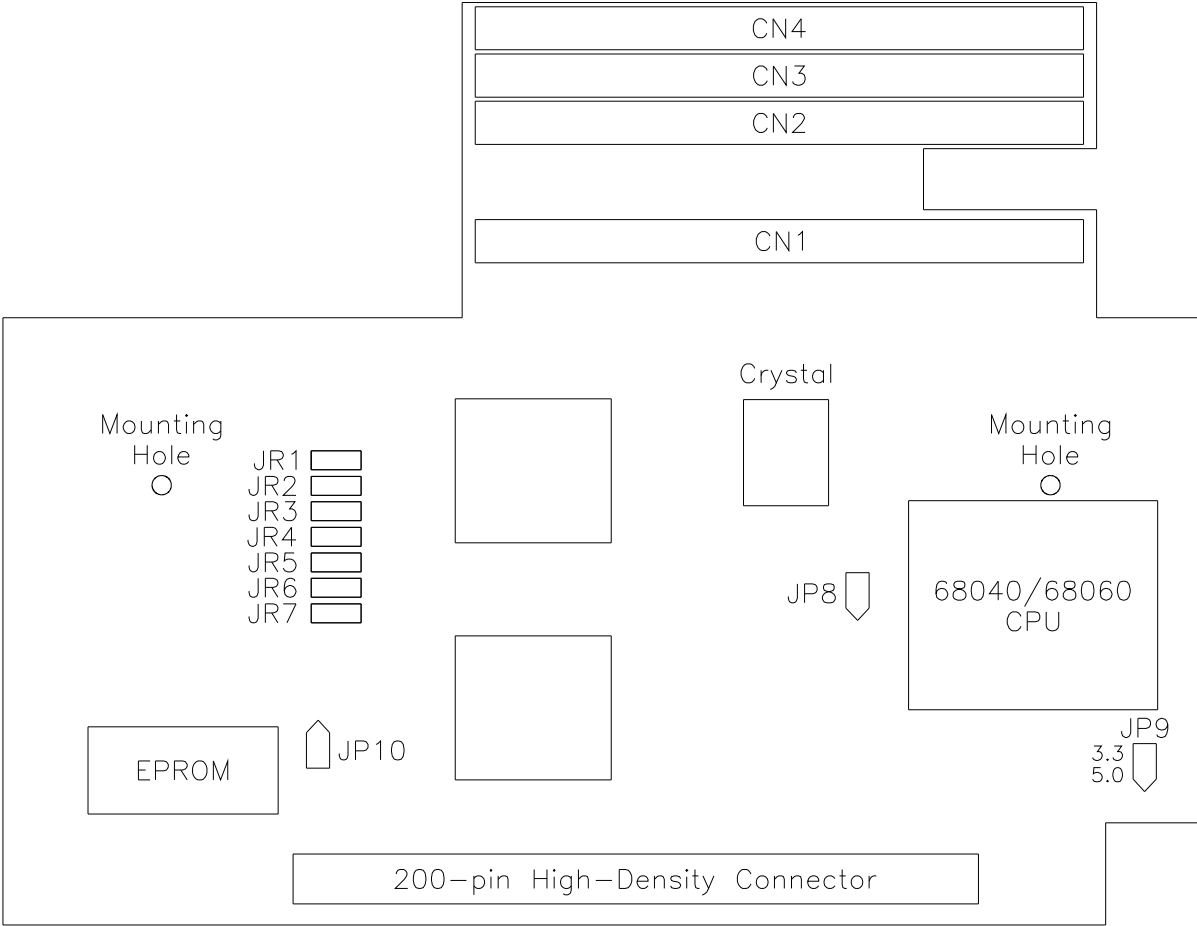 CN4
CN3
CN2
CN1
Crystal
Mounting
Hole
Mounting
Hole
JR1
JR2
JR3
JR4
JR5
JR6
JR7
JP8
68040/68060
CPU
JP9
3.3
5.0
JP10
EPROM
200-pin High-Density Connector